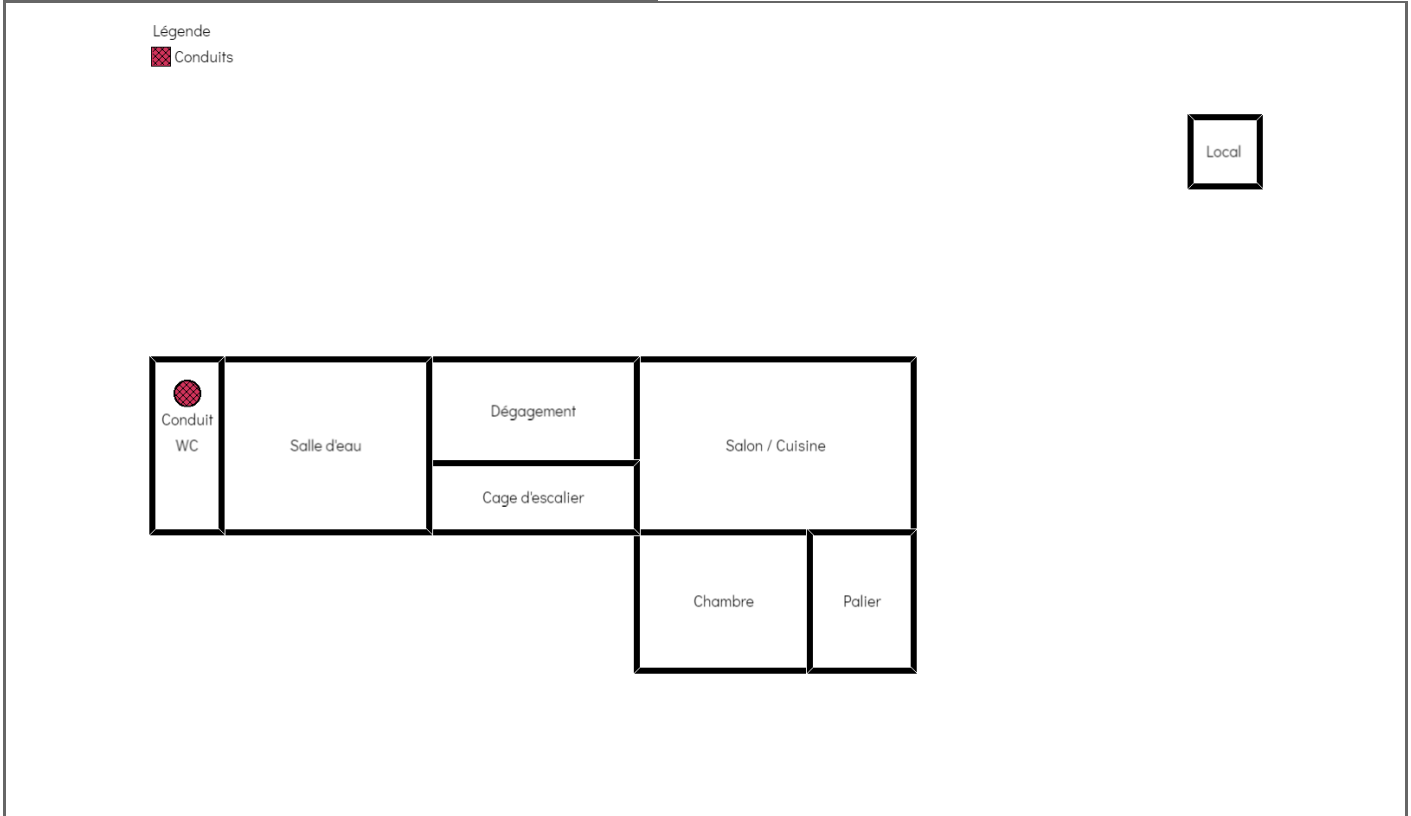 Légende
Conduits
Local
Conduit
WC
Salle d'eau
Dégagement
Cage d'escalier
Salon / Cuisine
Chambre
Palier